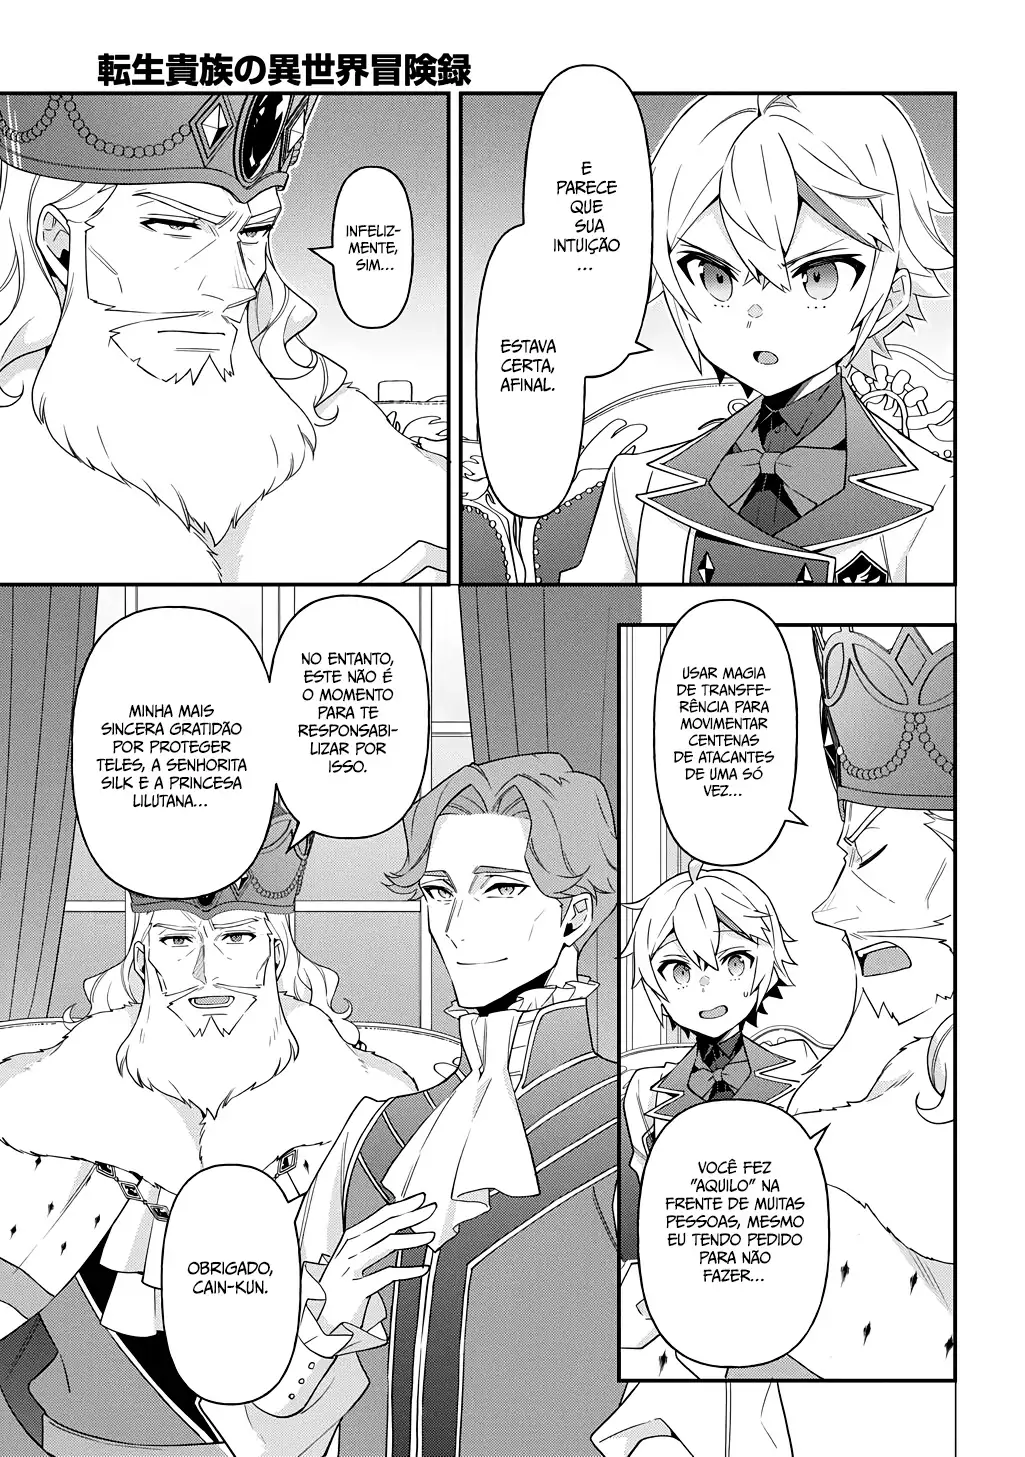 転生貴族の異世界冒険録
E
PARECE
QUE
SUA
INTUIÇÃO
...
ESTAVA
CERTA,
AFINAL.
INFELIZ-
MENTE,
SIM...
USAR MAGIA
DE TRANSFE-
RÊNCIA PARA
MOVIMENTAR
CENTENAS
DE ATACANTES
DE UMA SÓ
VEZ...
VOCÊ FEZ
"AQUILO" NA
FRENTE DE MUITAS
PESSOAS, MESMO
EU TENDO PEDIDO
PARA NÃO
FAZER...
NO ENTANTO,
ESTE NÃO É
O MOMENTO
PARA TE
RESPONSABI-
LIZAR POR
ISSO.
MINHA MAIS
SINCERA GRATIDÃO
POR PROTEGER
TELES, A SENHORITA
SILK E A PRINCESA
LILUTANA...
OBRIGADO,
CAIN-KUN.